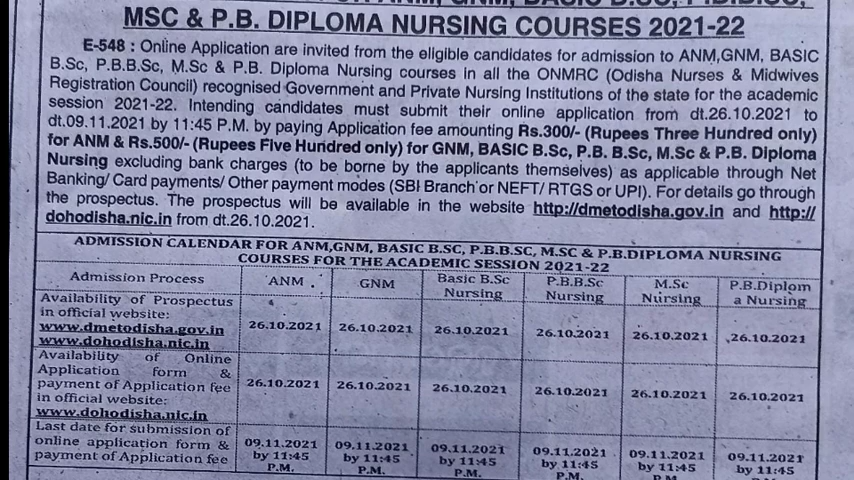 MSC & P.B. DIPLOMA NURSING COURSES 2021-22
E-548 : Online Application are invited from the eligible candidates for admission to ANM,GNM, BASIC
B.Sc, P.B.B.Sc, M.Sc & P.B. Diploma Nursing courses in all the ONMRC (Odisha Nurses & Midwives
Registration Council) recognised Government and Private Nursing Institutions of the state for the academic
session 2021-22. Intending candidates must submit their online application from dt.26.10.2021 to
dt.09.11.2021 by 11:45 P.M. by paying Application fee amounting Rs.300/- (Rupees Three Hundred only)
for ANM & Rs.500/- (Rupees Five Hundred only) for GNM, BASIC B.Sc, P.B. B.Sc, M.Sc & P.B. Diploma
Nursing excluding bank charges (to be borne by the applicants themselves) as applicable through Net
Banking/ Card payments/ Other payment modes (SBI Branch or NEFT/ RTGS or UPI). For details go through
the prospectus. The prospectus will be available in the website http://dmetodisha.gov.in and http://
dohodisha.nic.in from dt.26.10.2021.
ADMISSION CALENDAR FOR ANM,GNM, BASIC B.SC, P.B.B.SC, M.SC & P.B.DIPLOMA NURSING
COURSES FOR THE ACADEMIC SESSION 2021-22
Admission Process ANM GNM Basic B.Sc Nursing P.B.B.Sc Nursing M.Sc Nursing P.B.Diplom a Nursing
Availability of Prospectus
in official website:
www.dmetodisha.gov.in
www.dohodisha.nic.in
26.10.2021 26.10.2021 26.10.2021 26.10.2021 26.10.2021 26.10.2021
Availability of Online
Application form &
payment of Application fee
in official website:
www.dohodisha.nic.in
26.10.2021 26.10.2021 26.10.2021 26.10.2021 26.10.2021 26.10.2021
Last date for submission of
online application form &
payment of Application fee
09.11.2021 09.11.2021 09.11.2021 09.11.2021 09.11.2021 09.11.2021
by 11:45 by 11:45 by 11:45 by 11:45 by 11:45 by 11:45
P.M. P.M. P.M. P.M. P.M. P.M.